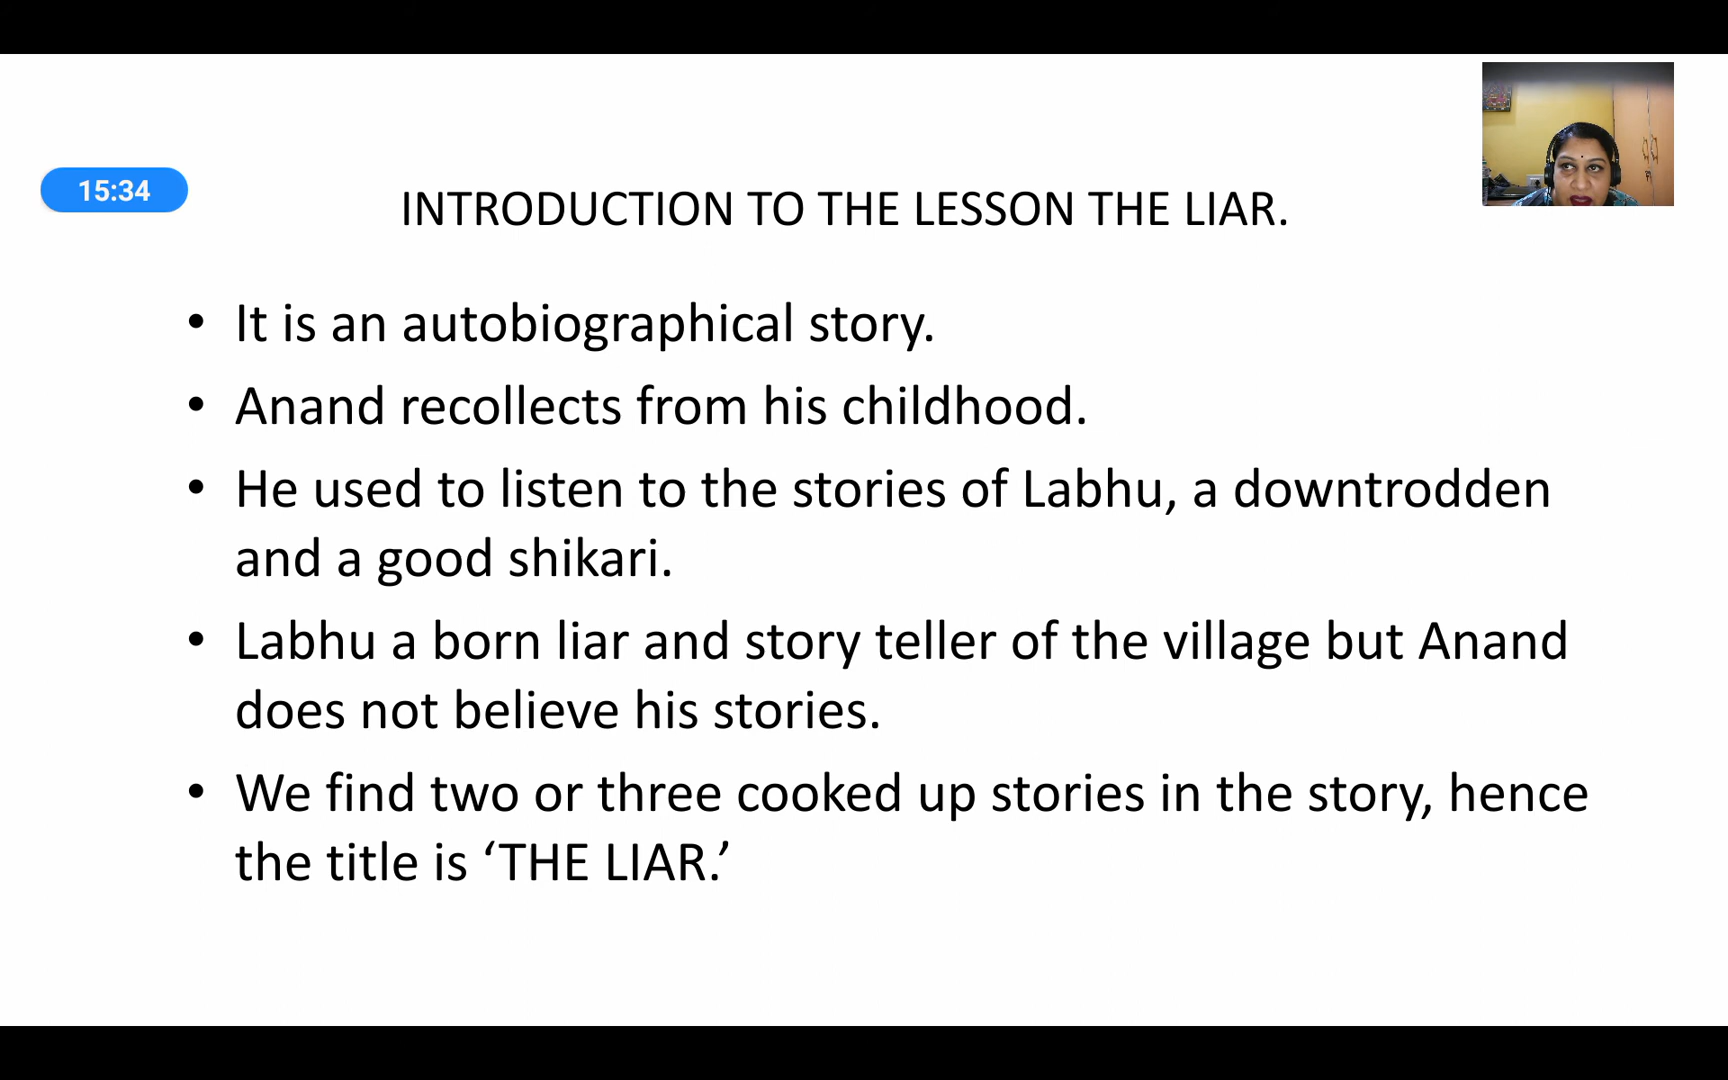 15:34
INTRODUCTION TO THE LESSON THE LIAR.
• It is an autobiographical story.
• Anand recollects from his childhood.
• He used to listen to the stories of Labhu, a downtrodden
and a good shikari.
• Labhu a born liar and story teller of the village but Anand
does not believe his stories.
• We find two or three cooked up stories in the story, hence
the title is ‘THE LIAR.’